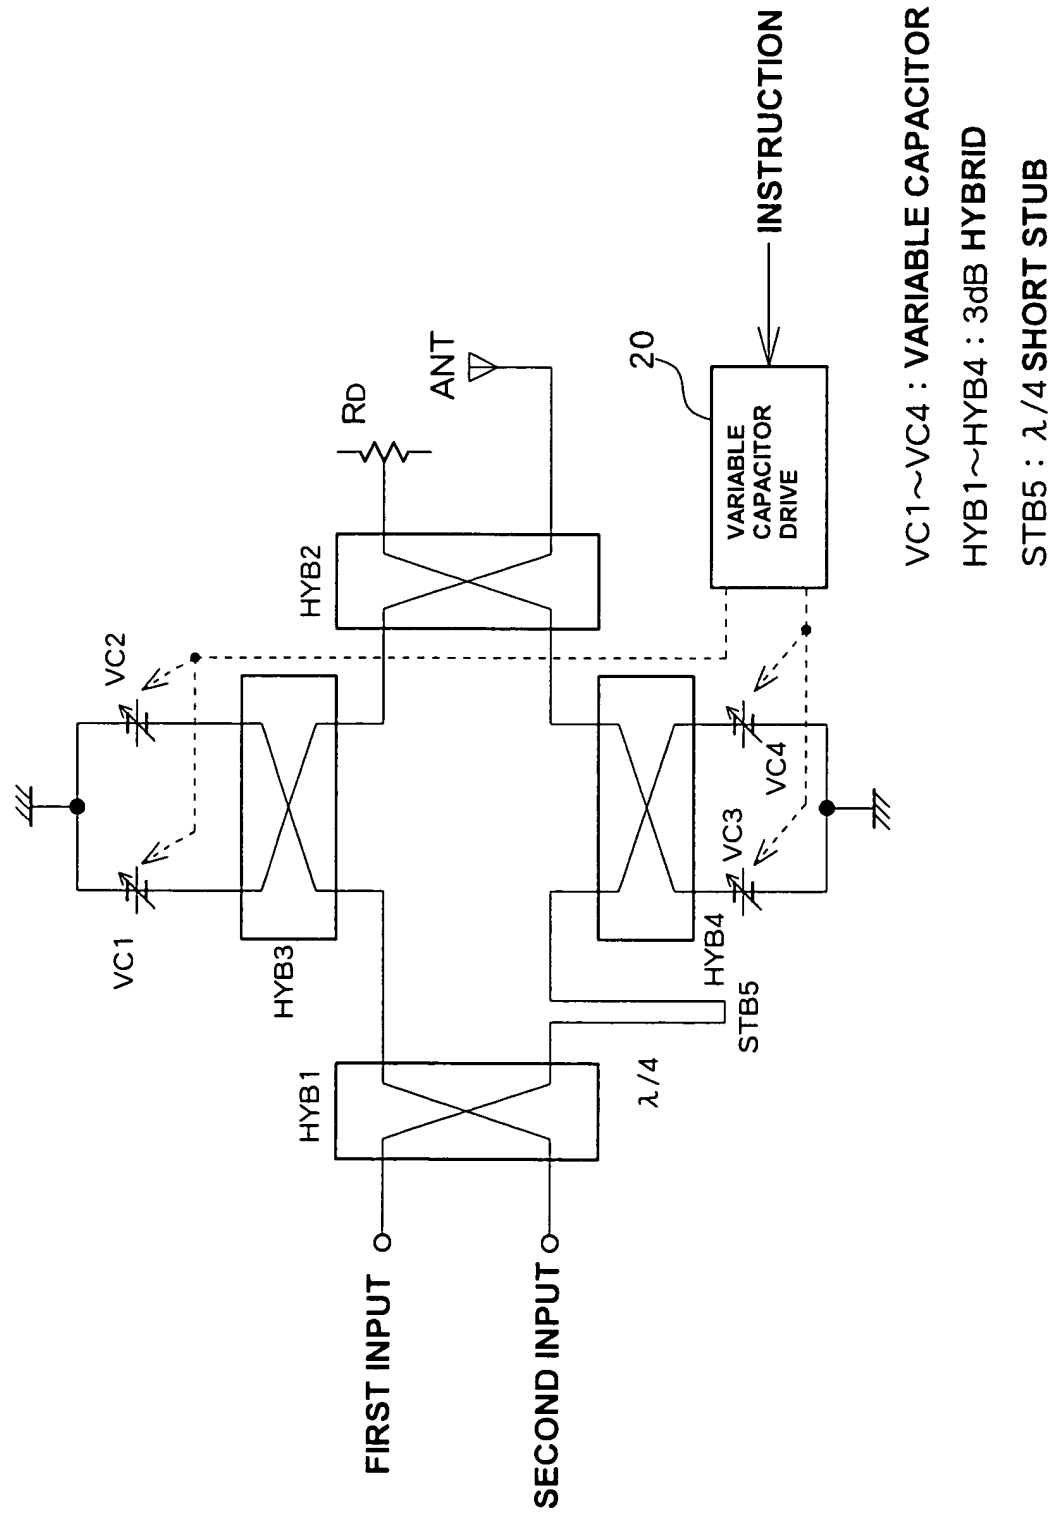 FIRST INPUT
SECOND INPUT
HYB1
λ/4
STB5
VC1
HYB3
HYB4
VC3
VC4
VC2
HYB2
RD
ANT
20
VARIABLE
CAPACITOR
DRIVE
INSTRUCTION
VC1~VC4 : VARIABLE CAPACITOR
HYB1~HYB4 : 3dB HYBRID
STB5 : λ/4 SHORT STUB